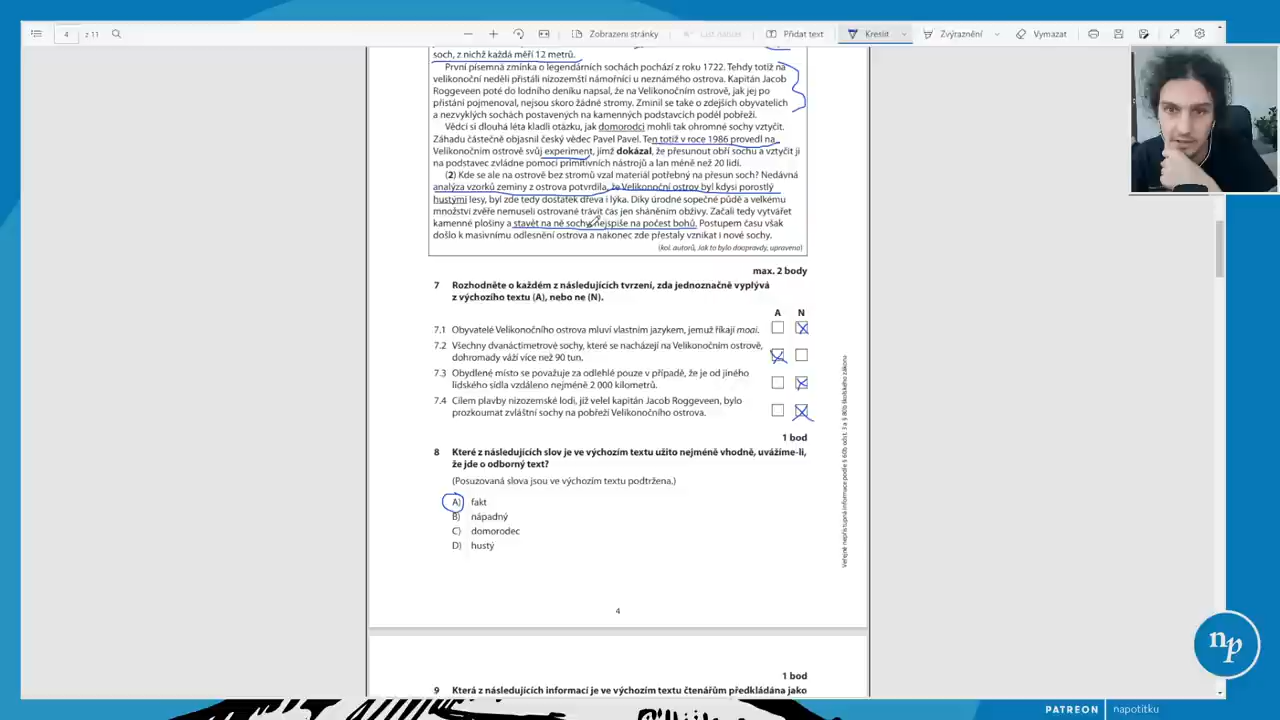 4
z 11
Zobrazení stránky
Přidat text
Kreslit
Zvýraznění
Vymazat
soch, z nichž každá měří 12 metrů.
První písemná zmínka o legendárních sochách pochází z roku 1722. Tehdy totiž na
velikonoční neděli přistáli nizozemští námořníci u neznámého ostrova. Kapitán Jacob
Roggeveen poté do lodního deníku napsal, že na Velikonočním ostrově, jak jej po
přistání pojmenoval, nejsou skoro žádné stromy. Zmínil se také o zdejších obyvatelích
a nezvyklých sochách postavených na kamenných podstavcích podél pobřeží.
Vědci si dlouhá léta kladli otázku, jak domorodci mohli tak ohromné sochy vztyčit.
Záhadu částečně objasnil český vědec Pavel Pavel. Ten totiž v roce 1986 provedl na
Velikonočním ostrově svůj experiment, jímž dokázal, že přesunout obří sochu a vztyčit ji
na podstavec zvládne pomocí primitivních nástrojů a lan méně než 20 lidí.
(2) Kde se ale na ostrově bez stromů vzal materiál potřebný na přesun soch? Nedávná
analýza vzorků zeminy z ostrova potvrdila, že Velikonoční ostrov byl kdysi porostlý
hustými lesy, byl zde tedy dostatek dřeva i lýka. Díky úrodné sopečné půdě a velkému
množství zvěře nemuseli ostrované trávit čas jen sháněním obživy. Začali tedy vytvářet
kamenné plošiny a stavět na ně sochy nejspíše na počest bohů. Postupem času však
došlo k masivnímu odlesnění ostrova a nakonec zde přestaly vznikat i nové sochy.
(kol. autorů, Jak to bylo doopravdy, upraveno)
max. 2 body
7 Rozhodněte o každém z následujících tvrzení, zda jednoznačně vyplývá
z výchozího textu (A), nebo ne (N).
A N
7.1 Obyvatelé Velikonočního ostrova mluví vlastním jazykem, jemuž říkají moai.
7.2 Všechny dvanáctimetrové sochy, které se nacházejí na Velikonočním ostrově,
dohromady váží více než 90 tun.
7.3 Obydlené místo se považuje za odlehlé pouze v případě, že je od jiného
lidského sídla vzdáleno nejméně 2 000 kilometrů.
7.4 Cílem plavby nizozemské lodi, jíž velel kapitán Jacob Roggeveen, bylo
prozkoumat zvláštní sochy na pobřeží Velikonočního ostrova.
Veřejně nepřístupná informace podle § 60b odst. 3 a § 80b školského zákona
1 bod
8 Které z následujících slov je ve výchozím textu užito nejméně vhodně, uvážíme-li,
že jde o odborný text?
(Posuzovaná slova jsou ve výchozím textu podtržena.)
A) fakt
B) nápadný
C) domorodec
D) hustý
4
1 bod
9 Která z následujících informací je ve výchozím textu čtenářům předkládána jako
np
PATREON napotitku